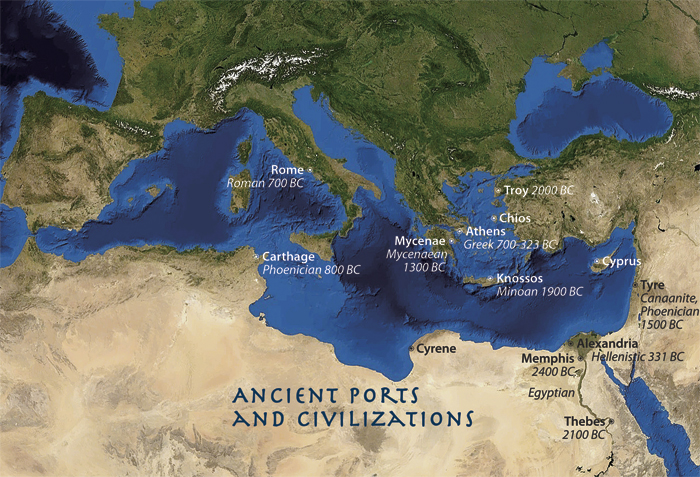 Rome
Roman 700 BC
Troy 2000 BC
Chios
Athens
Greek 700-323 BC
Mycenae
Mycenaean
1300 BC
Carthage
Phoenician 800 BC
Cyprus
Knossos
Minoan 1900 BC
Tyre
Canaanite,
Phoenician
1500 BC
Cyrene
Alexandria
Hellenistic 331 BC
Memphis
2400 BC
Egyptian
Thebes
2100 BC
ANCIENT PORTS
AND CIVILIZATIONS